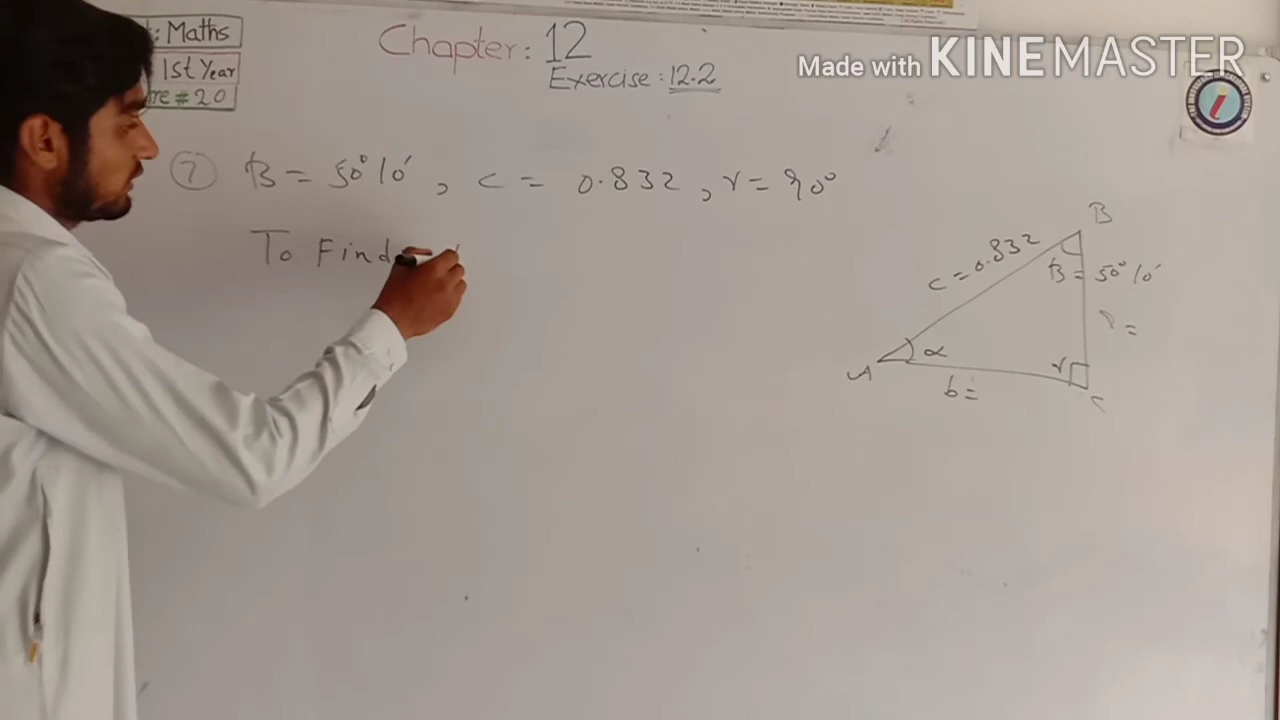 : Maths
1st Year
re # 20
Chapter: 12
Exercise: 12.2
Made with KINEMASTER
⑦ β = 50°10′, c = 0.832, γ = 90°
To Find
B
c = 0.832
β = 50°10′
a =
α
γ
A
b =
C